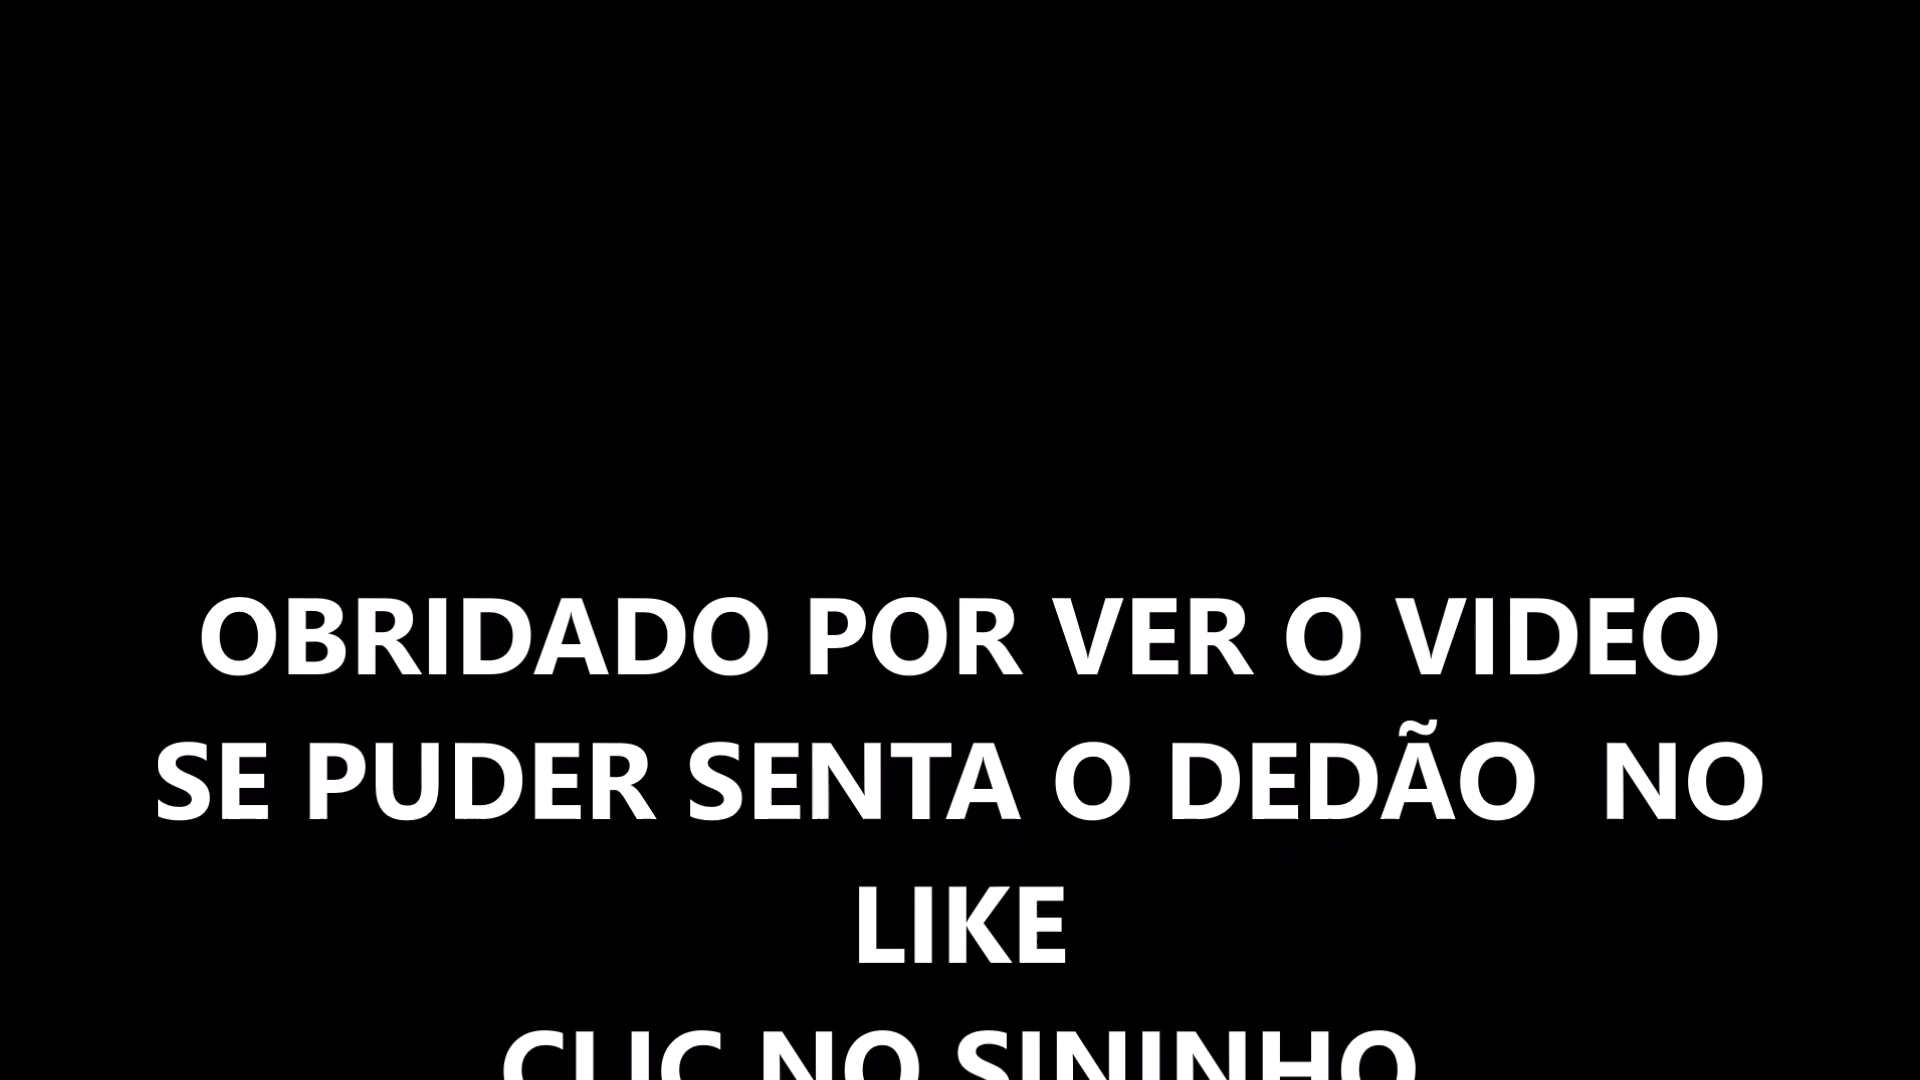 OBRIDADO POR VER O VIDEO
SE PUDER SENTA O DEDÃO  NO
LIKE
CLIC NO SININHO